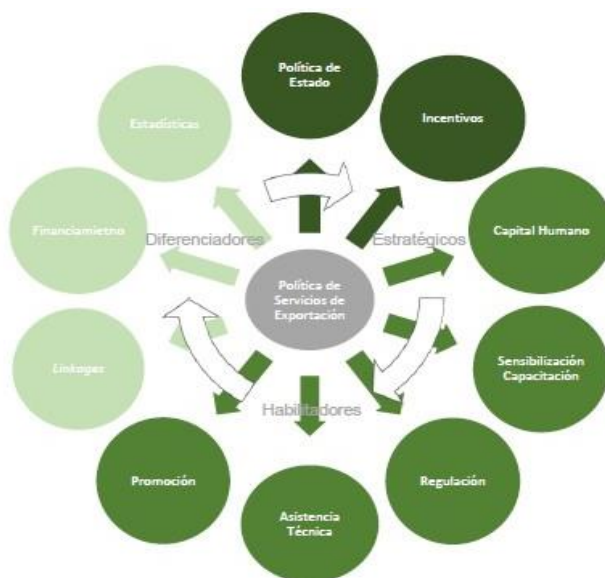 Política de
Estado
Incentivos
Capital Humano
Sensibilización
Capacitación
Regulación
Asistencia
Técnica
Promoción
Linkages
Financiamietno
Estadísticas
Diferenciadores
Estratégicos
Política de
Servicios de
Exportación
Habilitadores